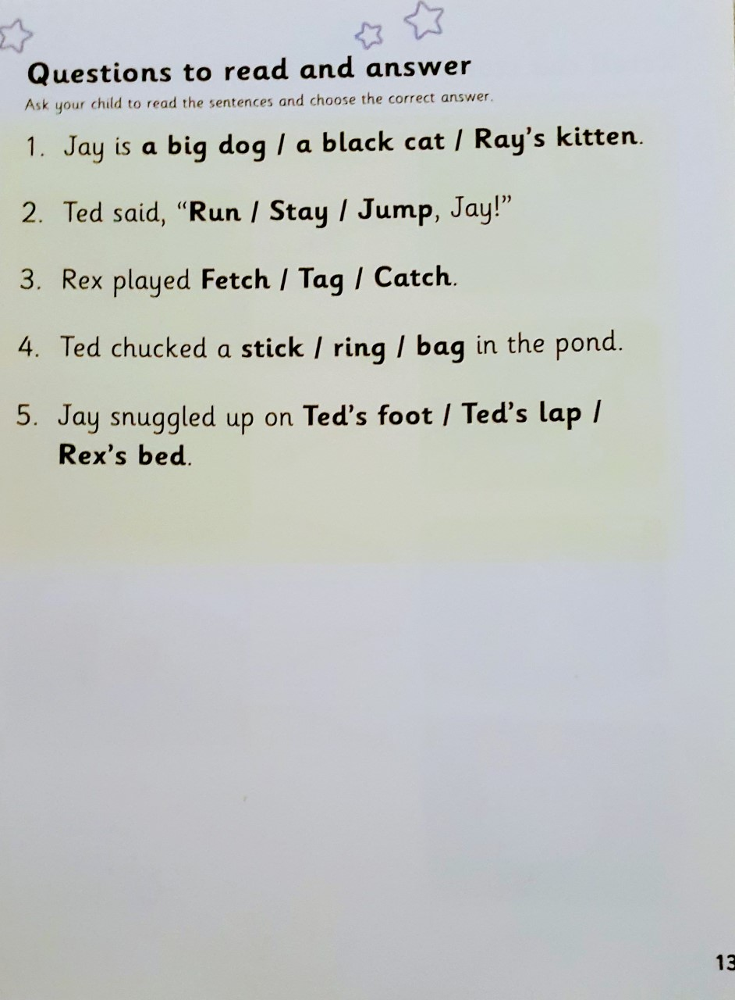 Questions to read and answer
Ask your child to read the sentences and choose the correct answer.
1. Jay is a big dog / a black cat / Ray's kitten.
2. Ted said, “Run / Stay / Jump, Jay!”
3. Rex played Fetch / Tag / Catch.
4. Ted chucked a stick / ring / bag in the pond.
5. Jay snuggled up on Ted's foot / Ted's lap /
Rex's bed.
13